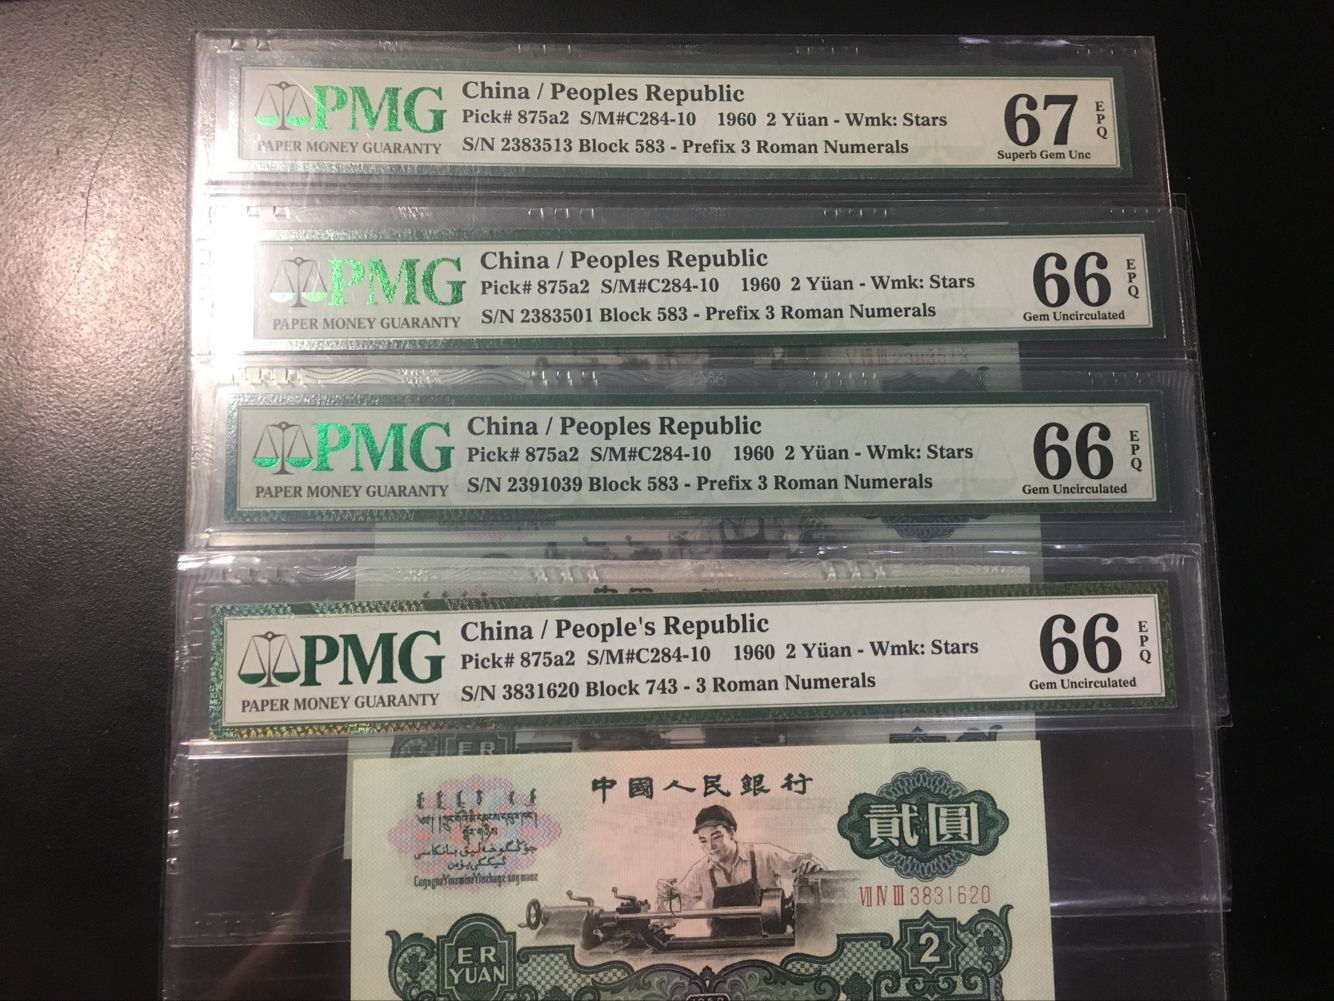 PMG
PAPER MONEY GUARANTY
China / Peoples Republic
Pick# 875a2 S/M#C284-10 1960 2 Yüan - Wmk: Stars
S/N 2383513 Block 583 - Prefix 3 Roman Numerals
67
EPQ
Superb Gem Unc
PMG
PAPER MONEY GUARANTY
China / Peoples Republic
Pick# 875a2 S/M#C284-10 1960 2 Yüan - Wmk: Stars
S/N 2383501 Block 583 - Prefix 3 Roman Numerals
66
EPQ
Gem Uncirculated
PMG
PAPER MONEY GUARANTY
China / Peoples Republic
Pick# 875a2 S/M#C284-10 1960 2 Yüan - Wmk: Stars
S/N 2391039 Block 583 - Prefix 3 Roman Numerals
66
EPQ
Gem Uncirculated
PMG
PAPER MONEY GUARANTY
China / People's Republic
Pick# 875a2 S/M#C284-10 1960 2 Yüan - Wmk: Stars
S/N 3831620 Block 743 - 3 Roman Numerals
66
EPQ
Gem Uncirculated
ER
中國人民銀行
貳圓
VII IV III 3831620
ER
YUAN
2